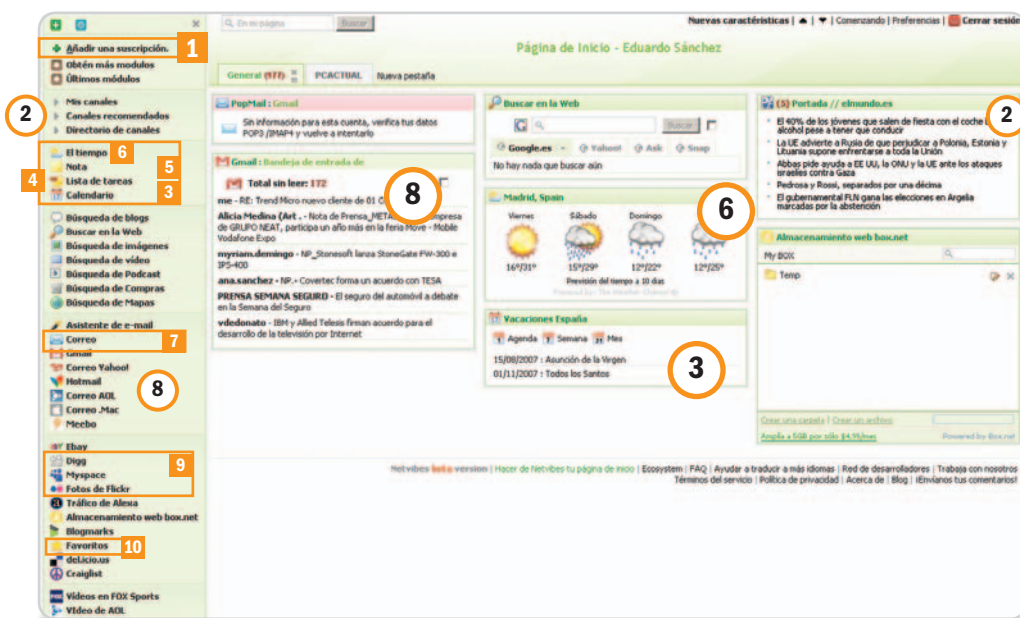 En mi página
Buscar
Nuevas características | ▲ | ▼ | Comenzando | Preferencias | Cerrar sesión
Página de Inicio - Eduardo Sánchez
General (977)
PCACTUAL
Nueva pestaña
Añadir una suscripción.
1
Obtén más modulos
Últimos módulos
2
Mis canales
Canales recomendados
Directorio de canales
El tiempo
6
Nota
5
4
Lista de tareas
Calendario
3
Búsqueda de blogs
Buscar en la Web
Búsqueda de imágenes
Búsqueda de vídeo
Búsqueda de Podcast
Búsqueda de Compras
Búsqueda de Mapas
Asistente de e-mail
Correo
7
Gmail
Correo Yahoo!
Hotmail
8
Correo AOL
Correo .Mac
Meebo
Ebay
Digg
9
Myspace
Fotos de Flickr
Tráfico de Alexa
Almacenamiento web box.net
Blogmarks
Favoritos
10
del.icio.us
Craiglist
Vídeos en FOX Sports
Vídeo de AOL
PopMail : Gmail
Sin información para esta cuenta, verifica tus datos
POP3 /IMAP4 y vuelve a intentarlo
Gmail : Bandeja de entrada de
Total sin leer: 172
8
me - RE: Trend Micro nuevo cliente de 01
Alicia Medina (Art . - Nota de Prensa_META
de GRUPO NEAT, participa un año más en la feria Move - Mobile
Vodafone Expo
myriam.demingo - NP_Stonesoft lanza StoneGate FW-300 e
IPS-400
ana.sanchez - NP.- Covertec forma un acuerdo con TESA
PRENSA SEMANA SEGURO - El seguro del automóvil a debate
en la Semana del Seguro
vdedonato - IBM y Allied Telesis firman acuerdo para el
desarrollo de la televisión por Internet
Buscar en la Web
Buscar
Google.es
Yahoo!
Ask
Snap
No hay nada que buscar aún
Madrid, Spain
6
Viernes Sábado Domingo
16º/31º 15º/29º 12º/22º 12º/25º
Previsión del tiempo a 10 días
Powered by The Weather Channel
Vacaciones España
Agenda Semana Mes
3
15/08/2007 : Asunción de la Virgen
01/11/2007 : Todos los Santos
(5) Portada // elmundo.es
2
El 40% de los jóvenes que salen de fiesta con el coche
alcohol pese a tener que conducir
La UE advierte a Rusia de que perjudicar a Polonia, Estonia y
Lituania supone enfrentarse a toda la Unión
Abbas pide ayuda a EE UU, la ONU y la UE ante los ataques
israelíes contra Gaza
Pedrosa y Rossi, separados por una décima
El gubernamental FLN gana las elecciones en Argelia
marcadas por la abstención
Almacenamiento web box.net
My BOX
Temp
Crear una carpeta | Crear un archivo
Amplía a 5GB por sólo $4.95/mes
Powered by Box.net
Netvibes beta version | Hacer de Netvibes tu página de inicio | Ecosystem | FAQ | Ayudar a traducir a más idiomas | Red de desarrolladores | Trabaja con nosotros
Términos del servicio | Política de privacidad | Acerca de | Blog | ¡Envíanos tus comentarios!